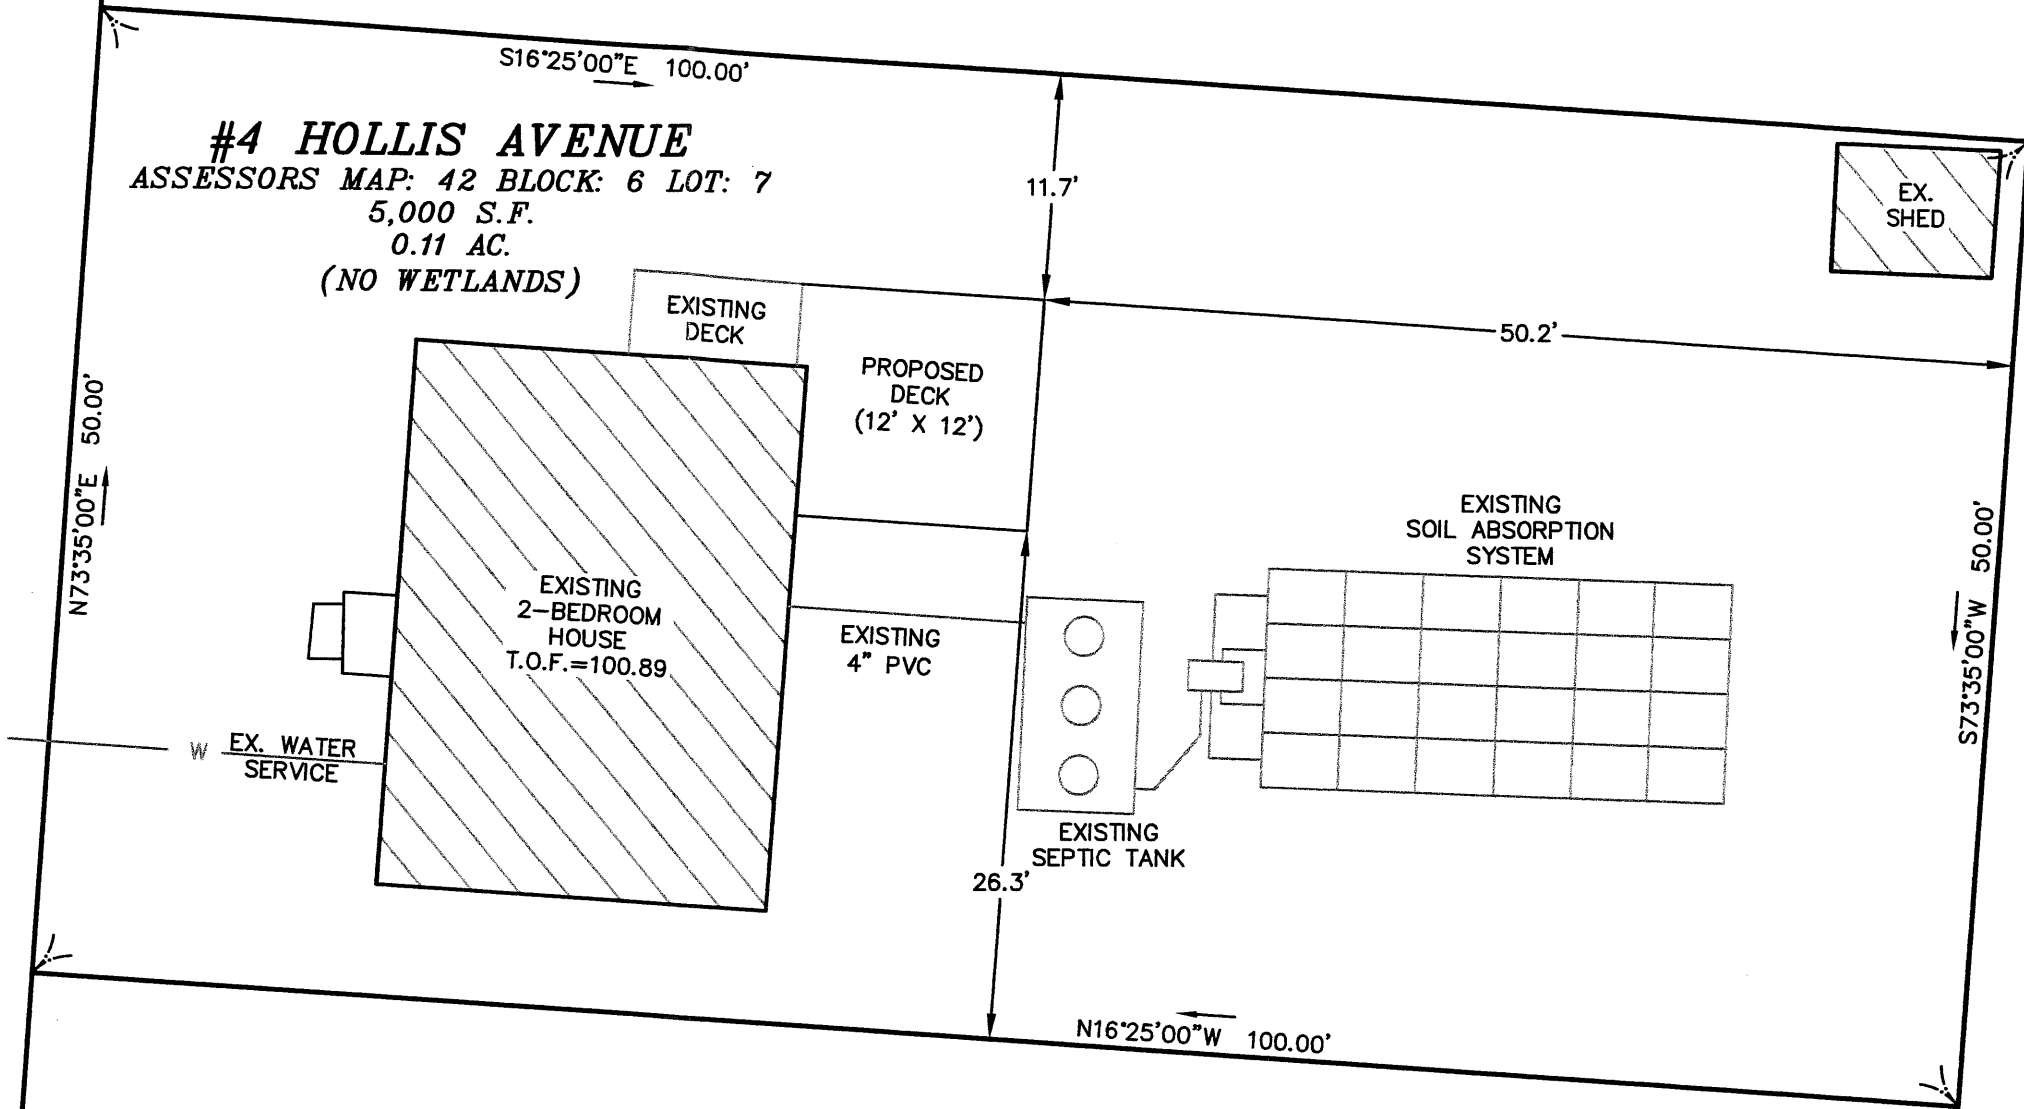 S16°25'00"E 100.00'
#4 HOLLIS AVENUE
ASSESSORS MAP: 42 BLOCK: 6 LOT: 7
5,000 S.F.
0.11 AC.
(NO WETLANDS)
11.7'
EX.
SHED
EXISTING
DECK
50.2'
PROPOSED
DECK
(12' X 12')
N73°35'00"E 50.00'
EXISTING
SOIL ABSORPTION
SYSTEM
S73°35'00"W 50.00'
EXISTING
2-BEDROOM
HOUSE
T.O.F.=100.89
EXISTING
4" PVC
W
EX. WATER
SERVICE
EXISTING
SEPTIC TANK
26.3'
N16°25'00"W 100.00'